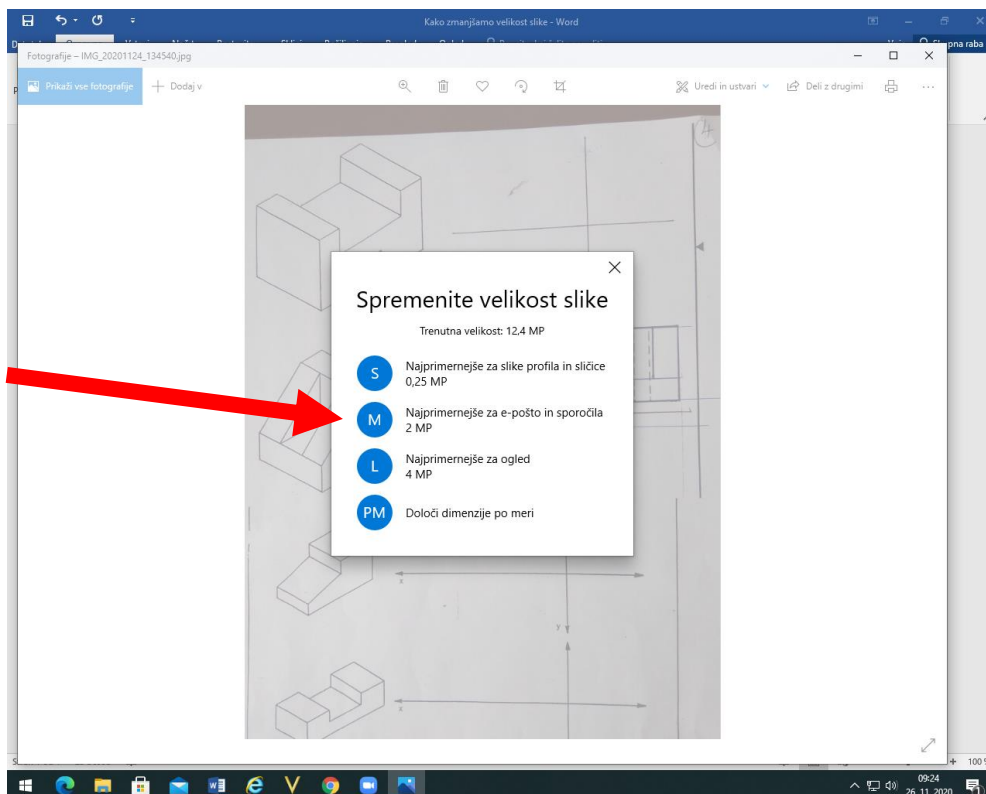 Kako zmanjšamo velikost slike - Word
Fotografije – IMG_20201124_134540.jpg
Prikaži vse fotografije
Dodaj v
Uredi in ustvari
Deli z drugimi
4
Spremenite velikost slike
Trenutna velikost: 12,4 MP
S
Najprimernejše za slike profila in sličice
0,25 MP
M
Najprimernejše za e-pošto in sporočila
2 MP
L
Najprimernejše za ogled
4 MP
PM
Določi dimenzije po meri
x
y
x
100
09:24
26. 11. 2020